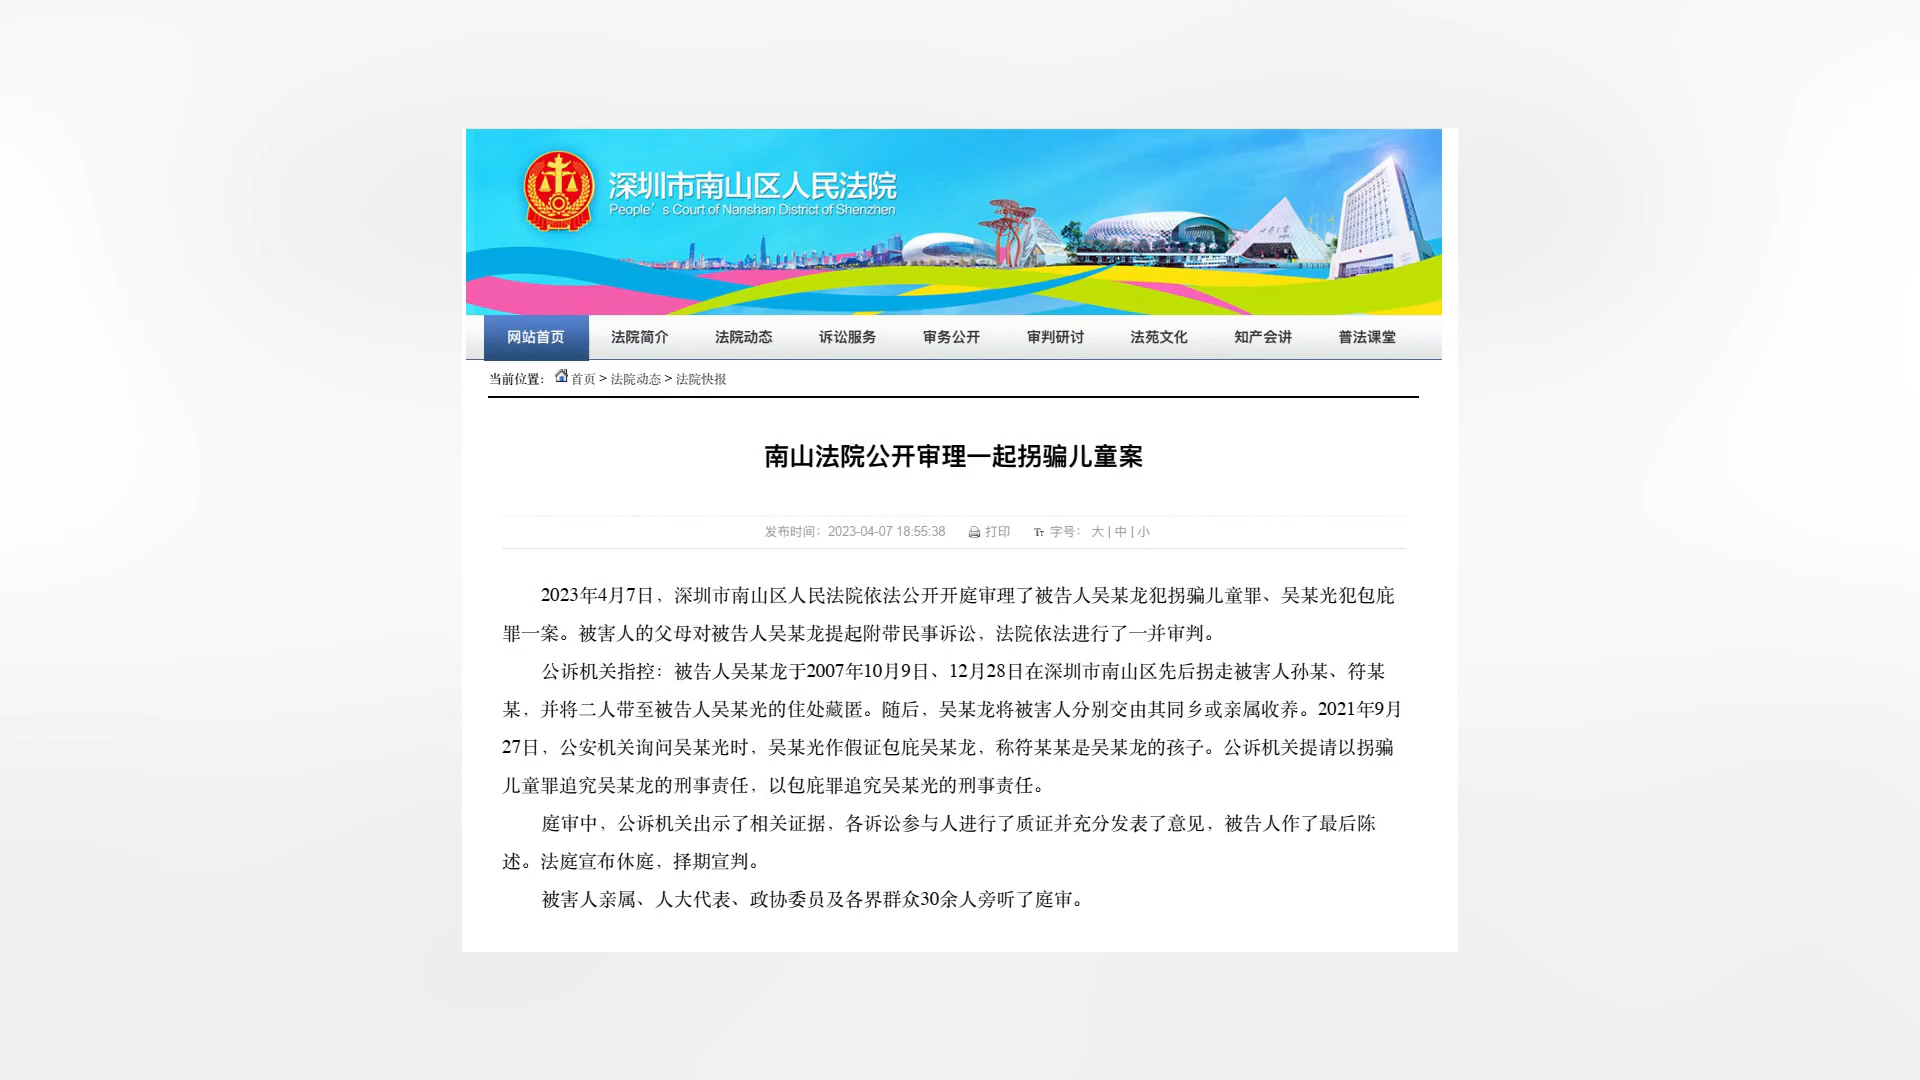 深圳市南山区人民法院
People's Court of Nanshan District of Shenzhen
网站首页 法院简介 法院动态 诉讼服务 审务公开 审判研讨 法苑文化 知产会讲 普法课堂
当前位置： 首页 > 法院动态 > 法院快报
南山法院公开审理一起拐骗儿童案
发布时间：2023-04-07 18:55:38 打印 Tт 字号： 大 | 中 | 小
2023年4月7日，深圳市南山区人民法院依法公开开庭审理了被告人吴某龙犯拐骗儿童罪、吴某光犯包庇
罪一案。被害人的父母对被告人吴某龙提起附带民事诉讼，法院依法进行了一并审判。
公诉机关指控：被告人吴某龙于2007年10月9日、12月28日在深圳市南山区先后拐走被害人孙某、符某
某，并将二人带至被告人吴某光的住处藏匿。随后，吴某龙将被害人分别交由其同乡或亲属收养。2021年9月
27日，公安机关询问吴某光时，吴某光作假证包庇吴某龙，称符某某是吴某龙的孩子。公诉机关提请以拐骗
儿童罪追究吴某龙的刑事责任，以包庇罪追究吴某光的刑事责任。
庭审中，公诉机关出示了相关证据，各诉讼参与人进行了质证并充分发表了意见，被告人作了最后陈
述。法庭宣布休庭，择期宣判。
被害人亲属、人大代表、政协委员及各界群众30余人旁听了庭审。